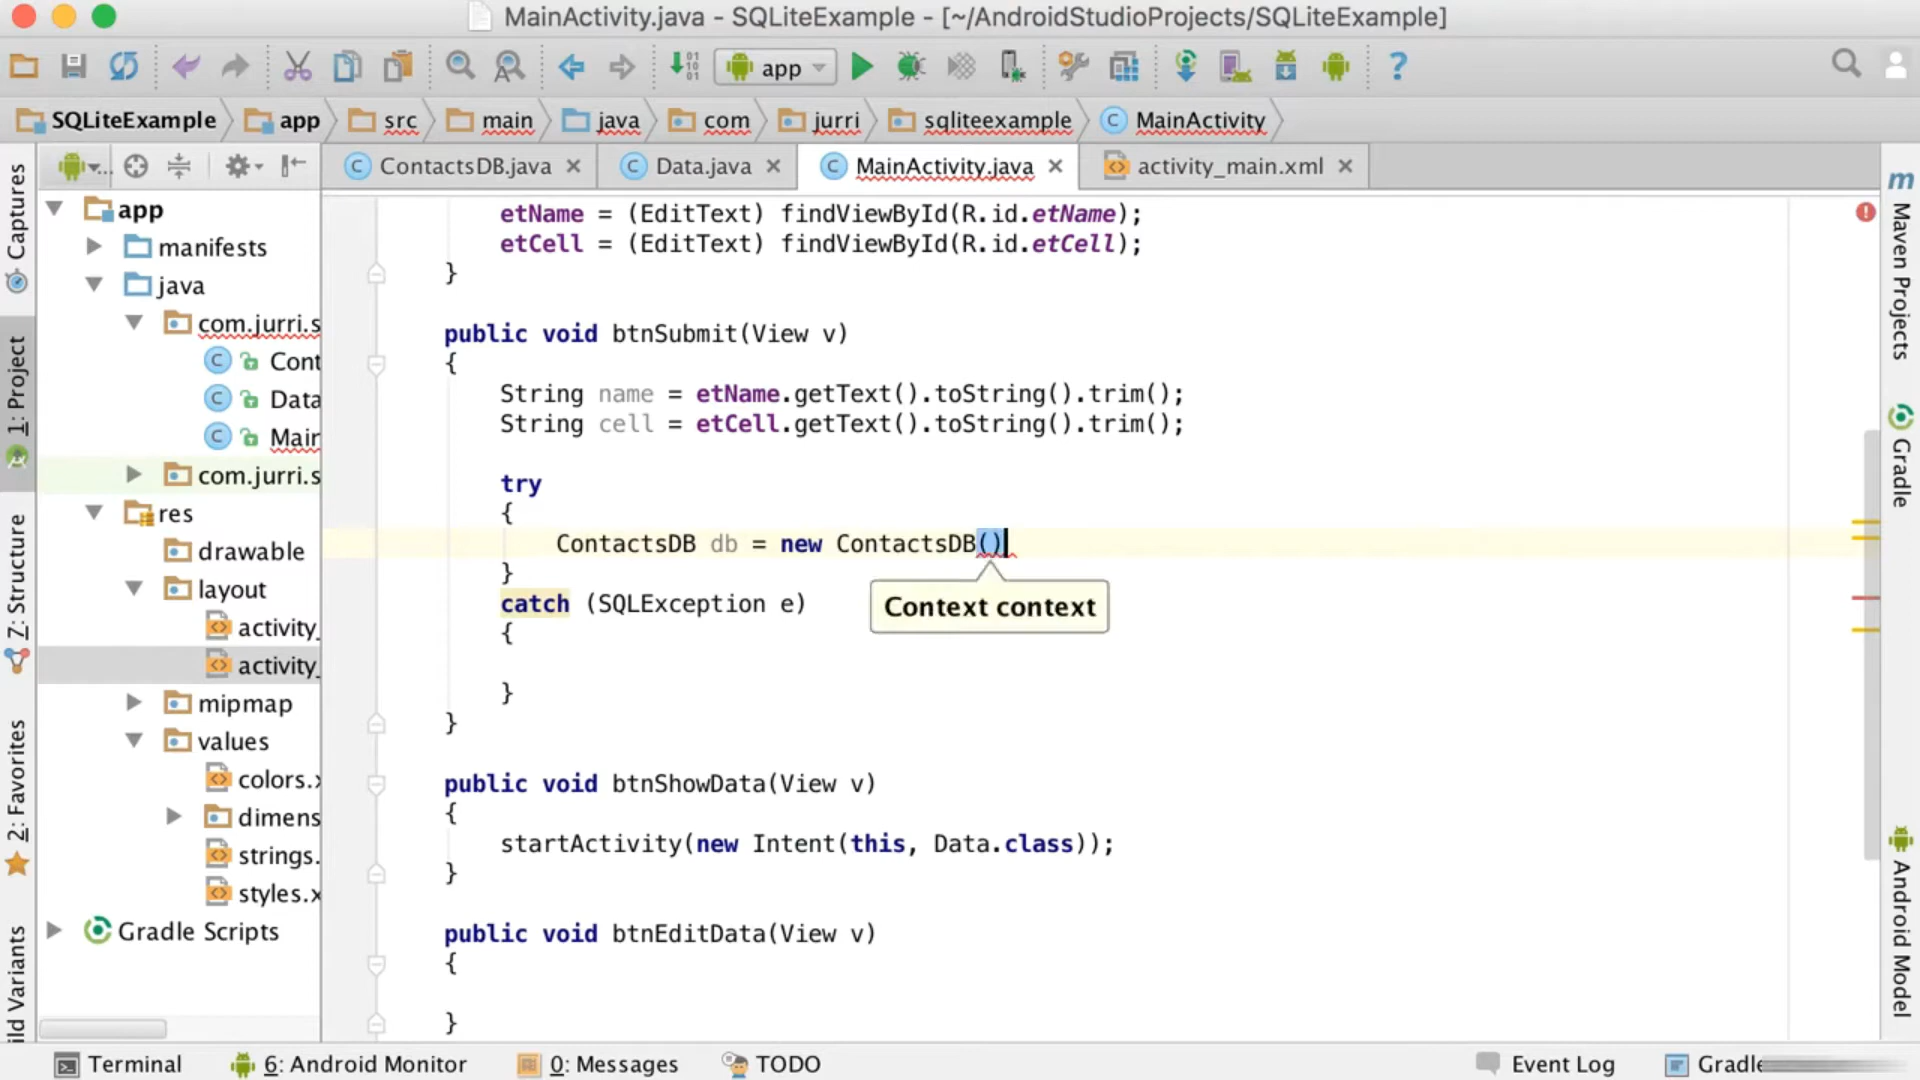 MainActivity.java - SQLiteExample - [~/AndroidStudioProjects/SQLiteExample]
app
SQLiteExample app src main java com jurri sqliteexample MainActivity
ContactsDB.java Data.java MainActivity.java activity_main.xml
Captures
1: Project
Z: Structure
2: Favorites
ild Variants
app
manifests
java
com.jurri.s
Cont
Data
Main
com.jurri.s
res
drawable
layout
activity_
activity_
mipmap
values
colors.x
dimens
strings.
styles.x
Gradle Scripts
etName = (EditText) findViewById(R.id.etName);
etCell = (EditText) findViewById(R.id.etCell);
}
public void btnSubmit(View v)
{
String name = etName.getText().toString().trim();
String cell = etCell.getText().toString().trim();
try
{
ContactsDB db = new ContactsDB()
}
Context context
catch (SQLException e)
{
}
}
public void btnShowData(View v)
{
startActivity(new Intent(this, Data.class));
}
public void btnEditData(View v)
{
}
m Maven Projects
Gradle
Android Model
Terminal 6: Android Monitor 0: Messages TODO Event Log Gradle